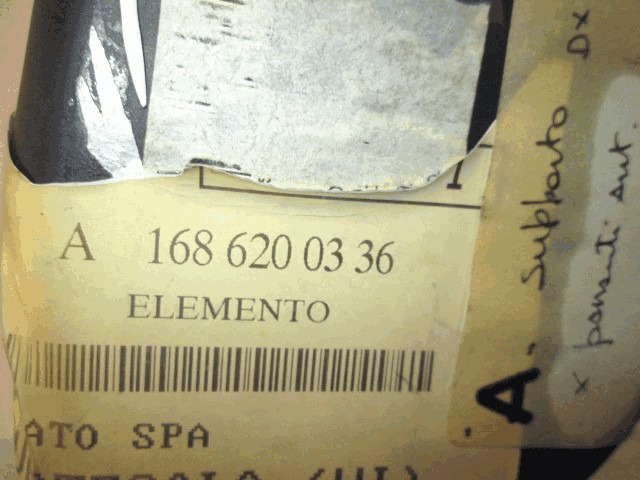 A 168 620 03 36
ELEMENTO
ATO SPA
A. Supporto Dx
x paraurti ant.